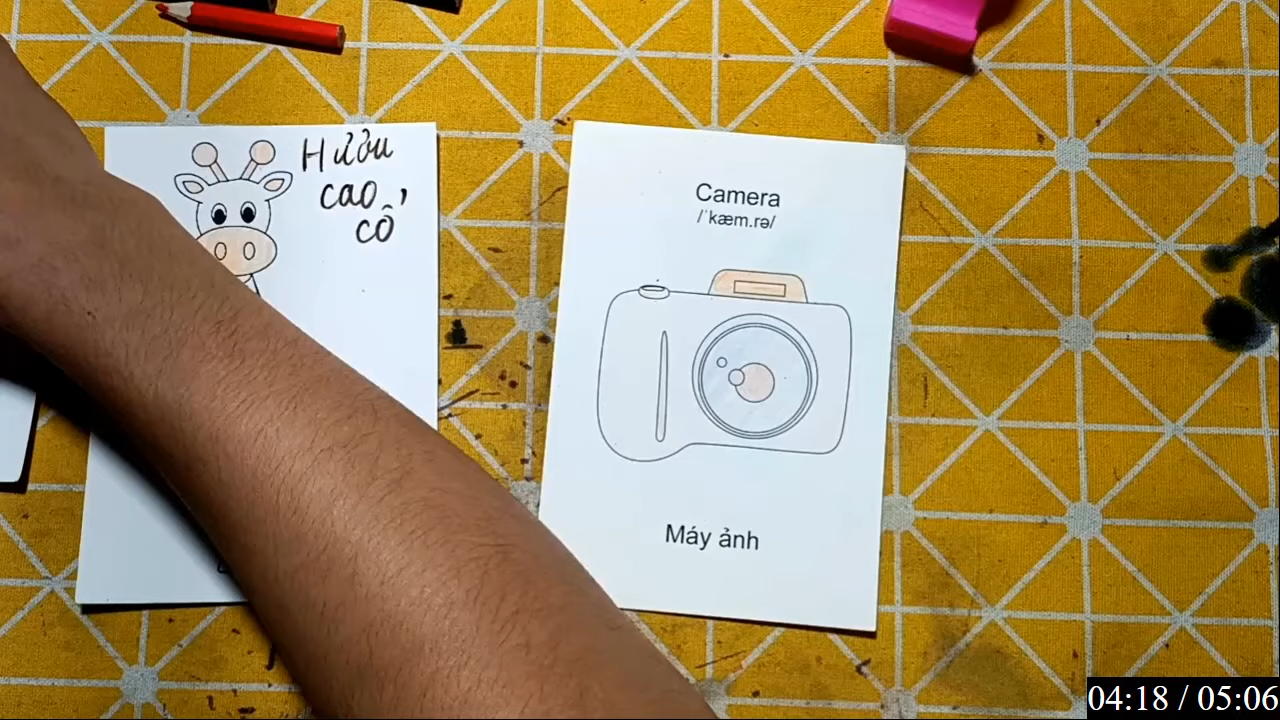 Hươu
cao
cổ
Camera
/ˈkæm.rə/
Máy ảnh
04:18 / 05:06